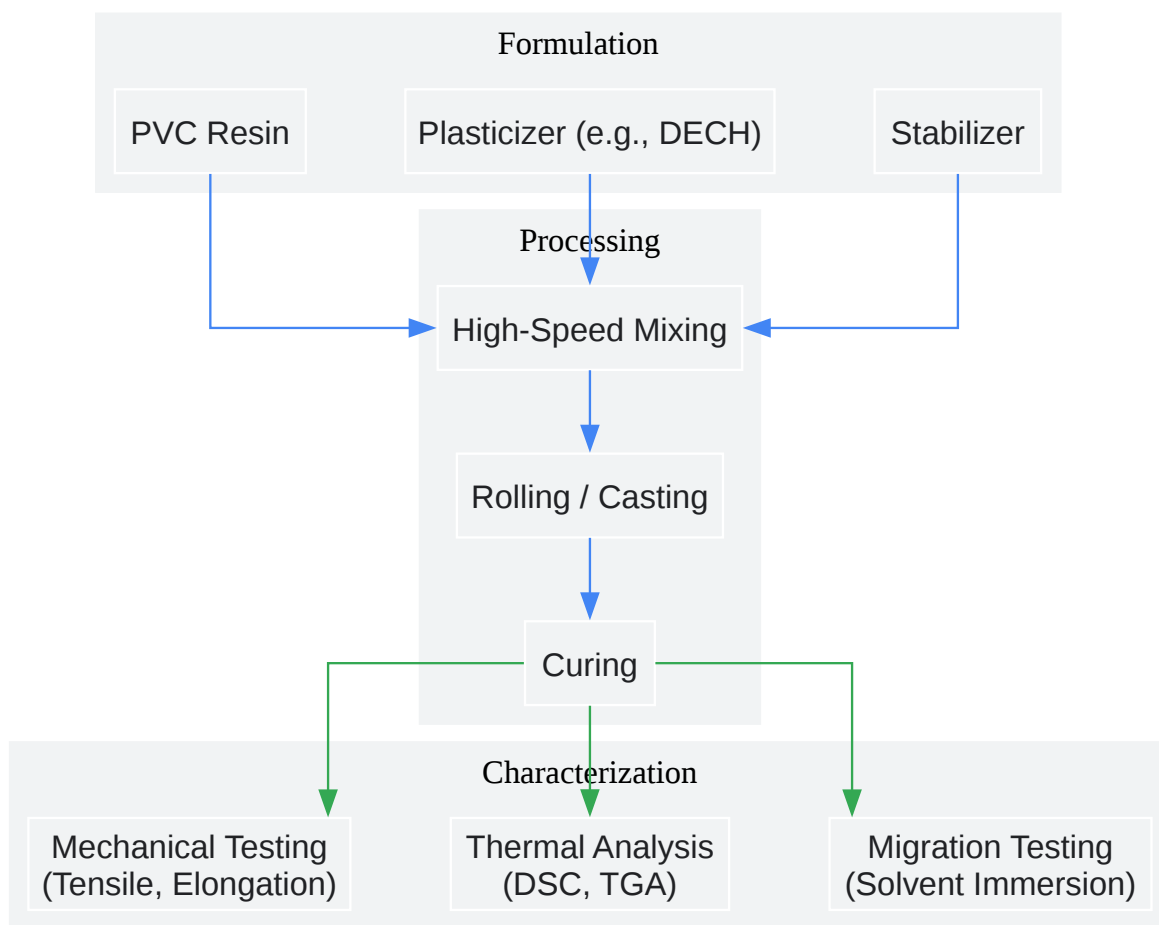 Formulation
PVC Resin
Plasticizer (e.g., DECH)
Stabilizer
Processing
High-Speed Mixing
Rolling / Casting
Curing
Characterization
Mechanical Testing
(Tensile, Elongation)
Thermal Analysis
(DSC, TGA)
Migration Testing
(Solvent Immersion)